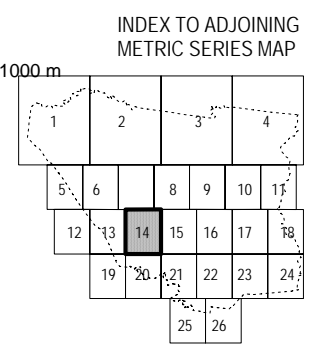 INDEX TO ADJOINING
METRIC SERIES MAP
1000 m
1 2 3 4
5 6 8 9 10 11
12 13 14 15 16 17 18
19 20 21 22 23 24
25 26